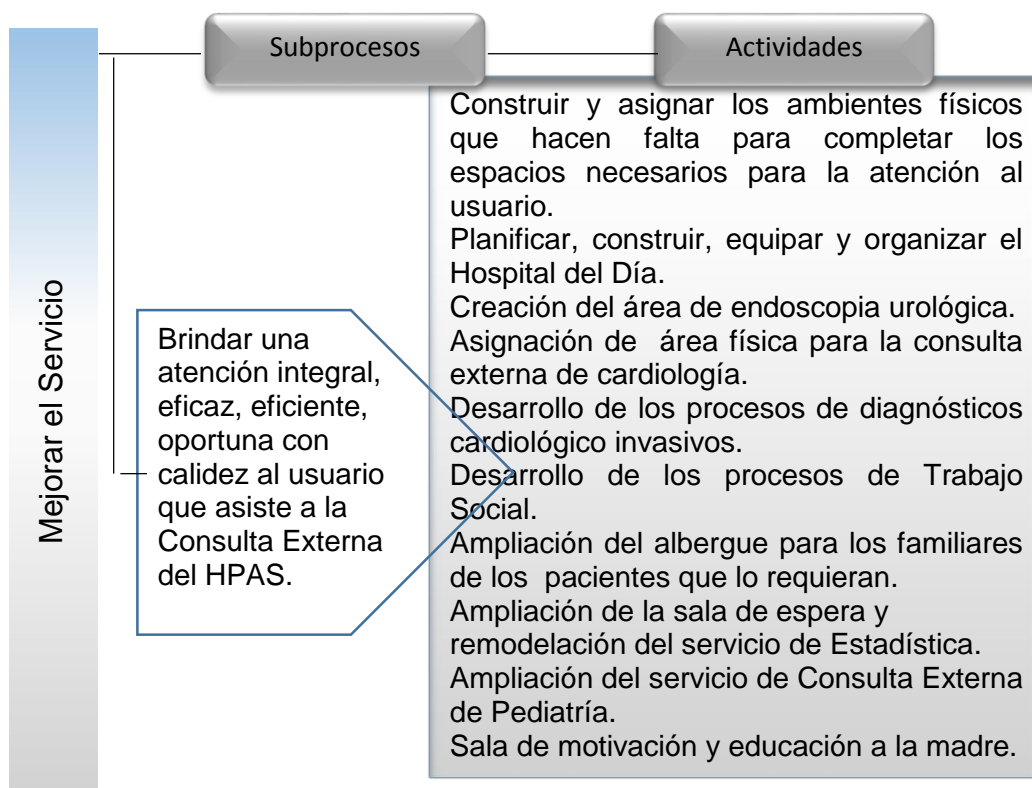 Subprocesos
Actividades
Mejorar el Servicio
Brindar una
atención integral,
eficaz, eficiente,
oportuna con
calidez al usuario
que asiste a la
Consulta Externa
del HPAS.
Construir y asignar los ambientes físicos
que hacen falta para completar los
espacios necesarios para la atención al
usuario.
Planificar, construir, equipar y organizar el
Hospital del Día.
Creación del área de endoscopia urológica.
Asignación de área física para la consulta
externa de cardiología.
Desarrollo de los procesos de diagnósticos
cardiológico invasivos.
Desarrollo de los procesos de Trabajo
Social.
Ampliación del albergue para los familiares
de los pacientes que lo requieran.
Ampliación de la sala de espera y
remodelación del servicio de Estadística.
Ampliación del servicio de Consulta Externa
de Pediatría.
Sala de motivación y educación a la madre.